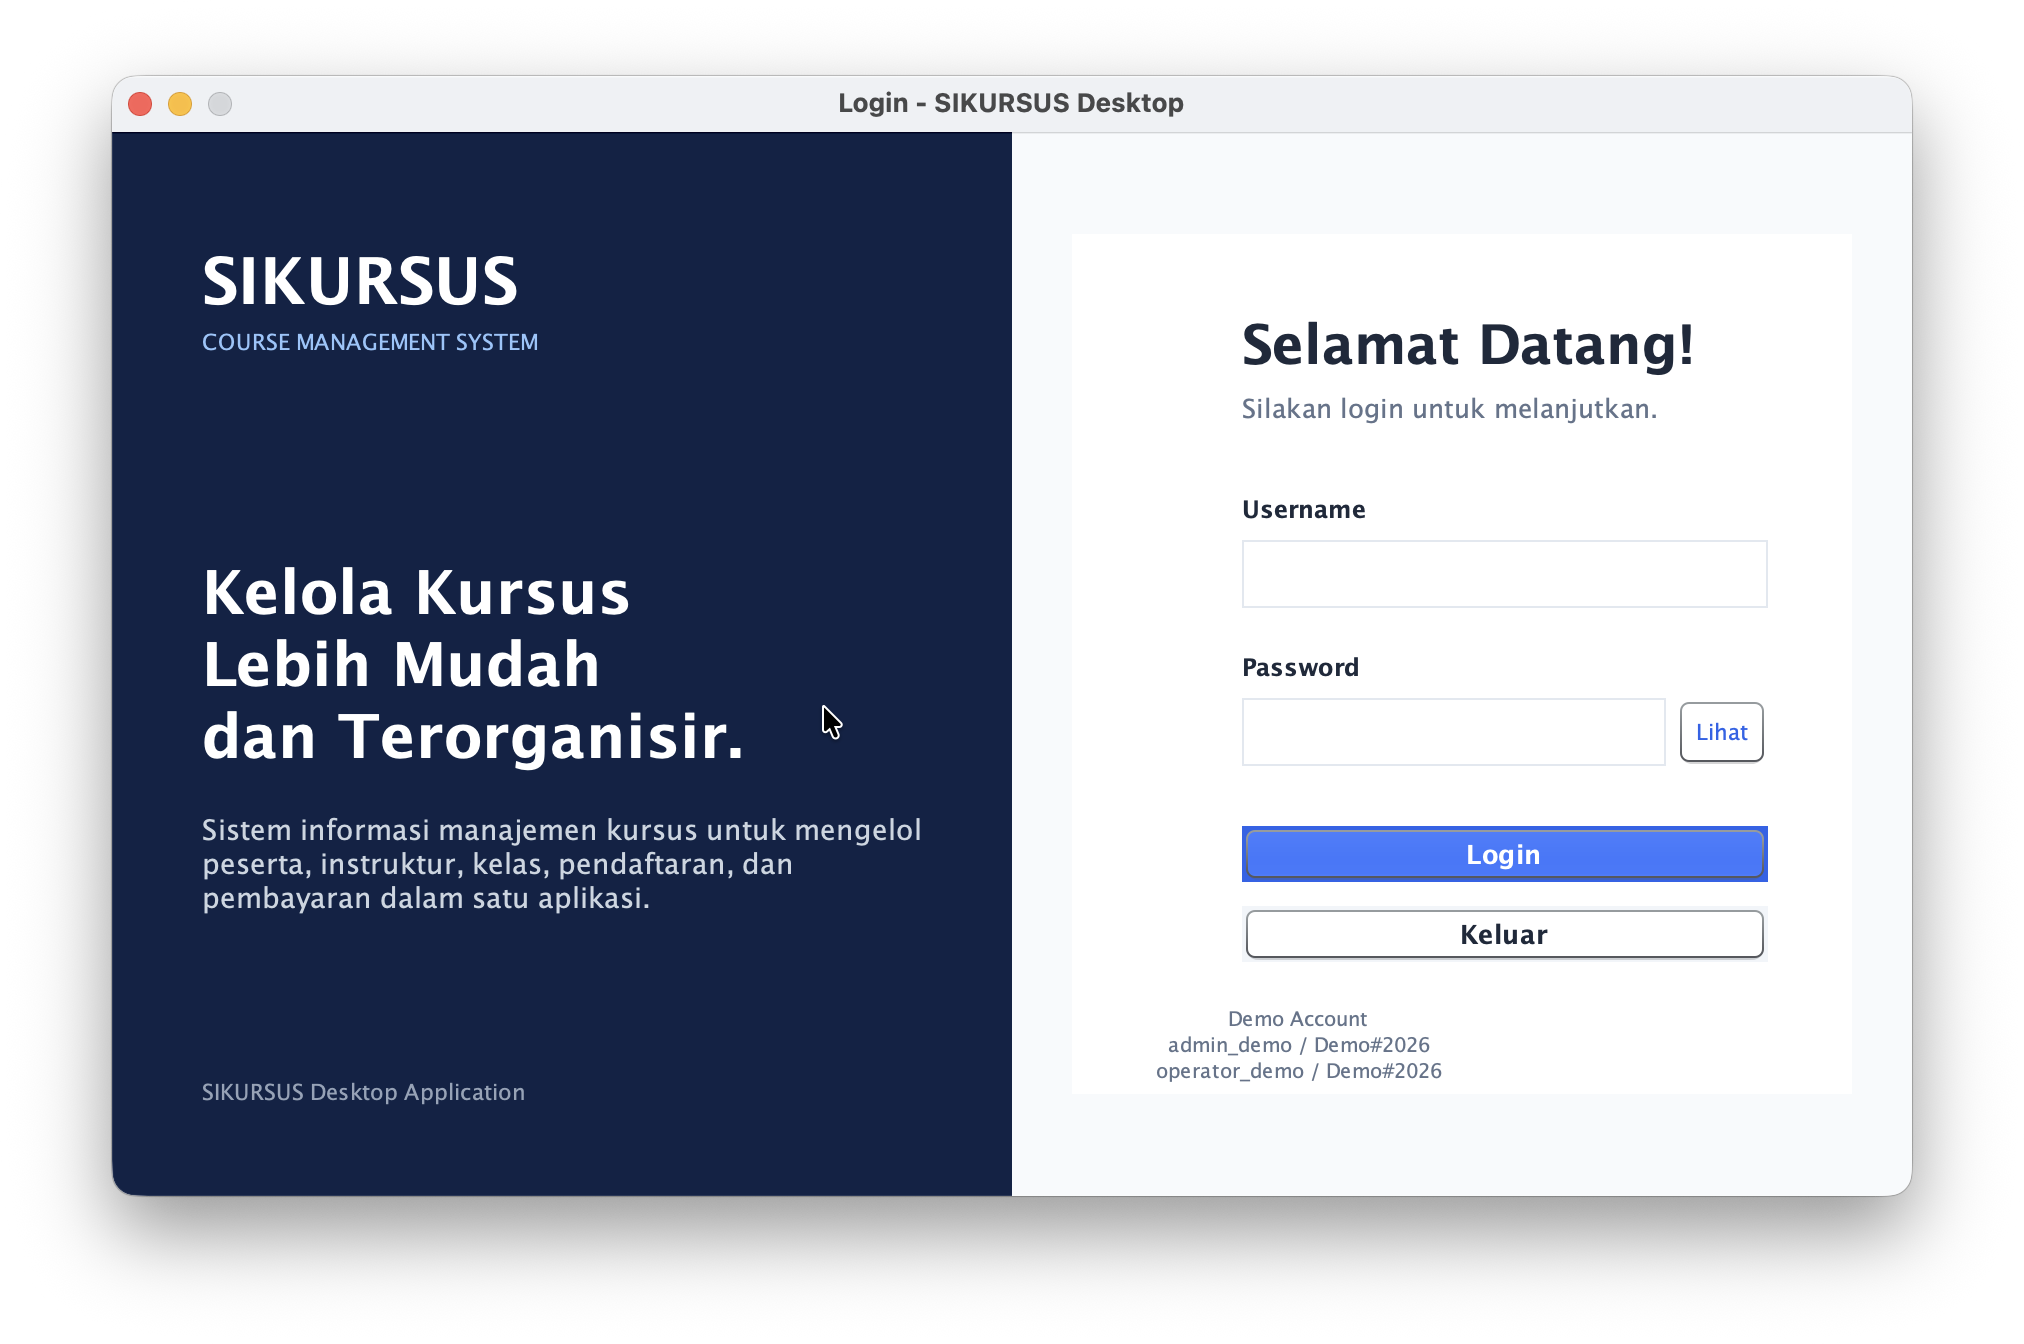 Login - SIKURSUS Desktop
SIKURSUS
COURSE MANAGEMENT SYSTEM
Kelola Kursus
Lebih Mudah
dan Terorganisir.
Sistem informasi manajemen kursus untuk mengelol
peserta, instruktur, kelas, pendaftaran, dan
pembayaran dalam satu aplikasi.
SIKURSUS Desktop Application
Selamat Datang!
Silakan login untuk melanjutkan.
Username
Password
Lihat
Login
Keluar
Demo Account
admin_demo / Demo#2026
operator_demo / Demo#2026